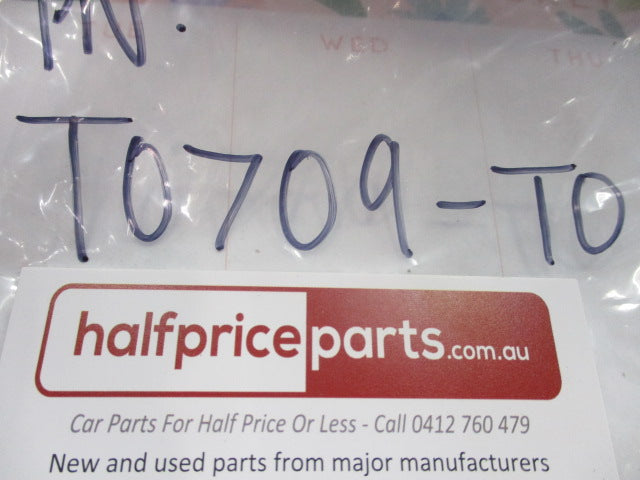 PN.
WED
THU
T0709-T0
halfpriceparts.com.au
Car Parts For Half Price Or Less - Call 0412 760 479
New and used parts from major manufacturers